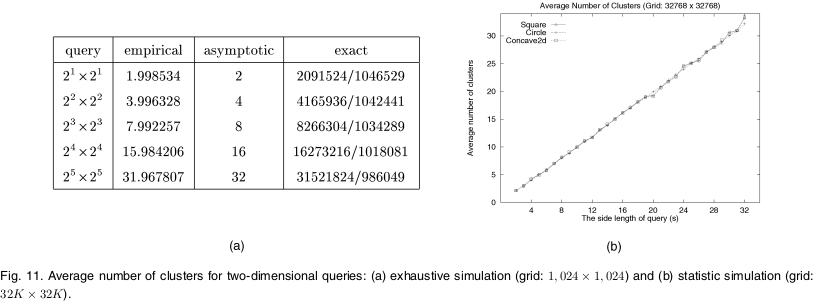 query empirical asymptotic exact
2^1 × 2^1 1.998534 2 2091524/1046529
2^2 × 2^2 3.996328 4 4165936/1042441
2^3 × 2^3 7.992257 8 8266304/1034289
2^4 × 2^4 15.984206 16 16273216/1018081
2^5 × 2^5 31.967807 32 31521824/986049
(a)
Average Number of Clusters (Grid: 32768 x 32768)
Square
Circle
Concave2d
Average number of clusters
30
25
20
15
10
5
0
4 8 12 16 20 24 28 32
The side length of query (s)
(b)
Fig. 11. Average number of clusters for two-dimensional queries: (a) exhaustive simulation (grid: 1,024 × 1,024) and (b) statistic simulation (grid:
32K × 32K).